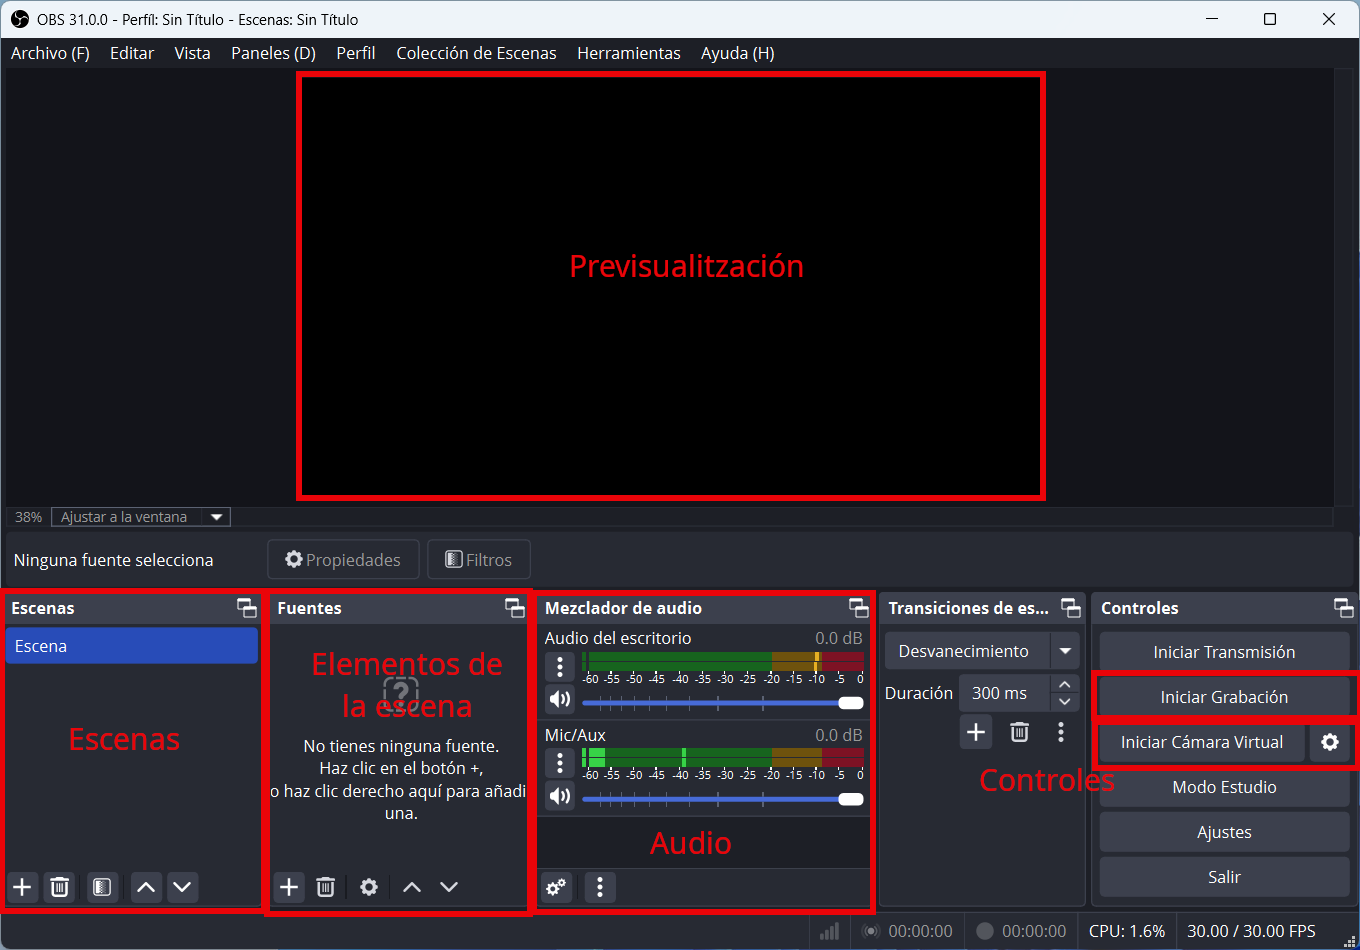 OBS 31.0.0 - Perfil: Sin Título - Escenas: Sin Título
Archivo (F) Editar Vista Paneles (D) Perfil Colección de Escenas Herramientas Ayuda (H)
Previsualitzación
38% Ajustar a la ventana
Ninguna fuente selecciona Propiedades Filtros
Escenas
Escena
Escenas
Fuentes
Elementos de
la escena
No tienes ninguna fuente.
Haz clic en el botón +,
o haz clic derecho aquí para añadi
una.
Mezclador de audio
Audio del escritorio 0.0 dB
-60 -55 -50 -45 -40 -35 -30 -25 -20 -15 -10 -5 0
Mic/Aux 0.0 dB
-60 -55 -50 -45 -40 -35 -30 -25 -20 -15 -10 -5 0
Audio
Transiciones de es...
Desvanecimiento
Duración 300 ms
Controles
Controles
Iniciar Transmisión
Iniciar Grabación
Iniciar Cámara Virtual
Modo Estudio
Ajustes
Salir
00:00:00 00:00:00 CPU: 1.6% 30.00 / 30.00 FPS